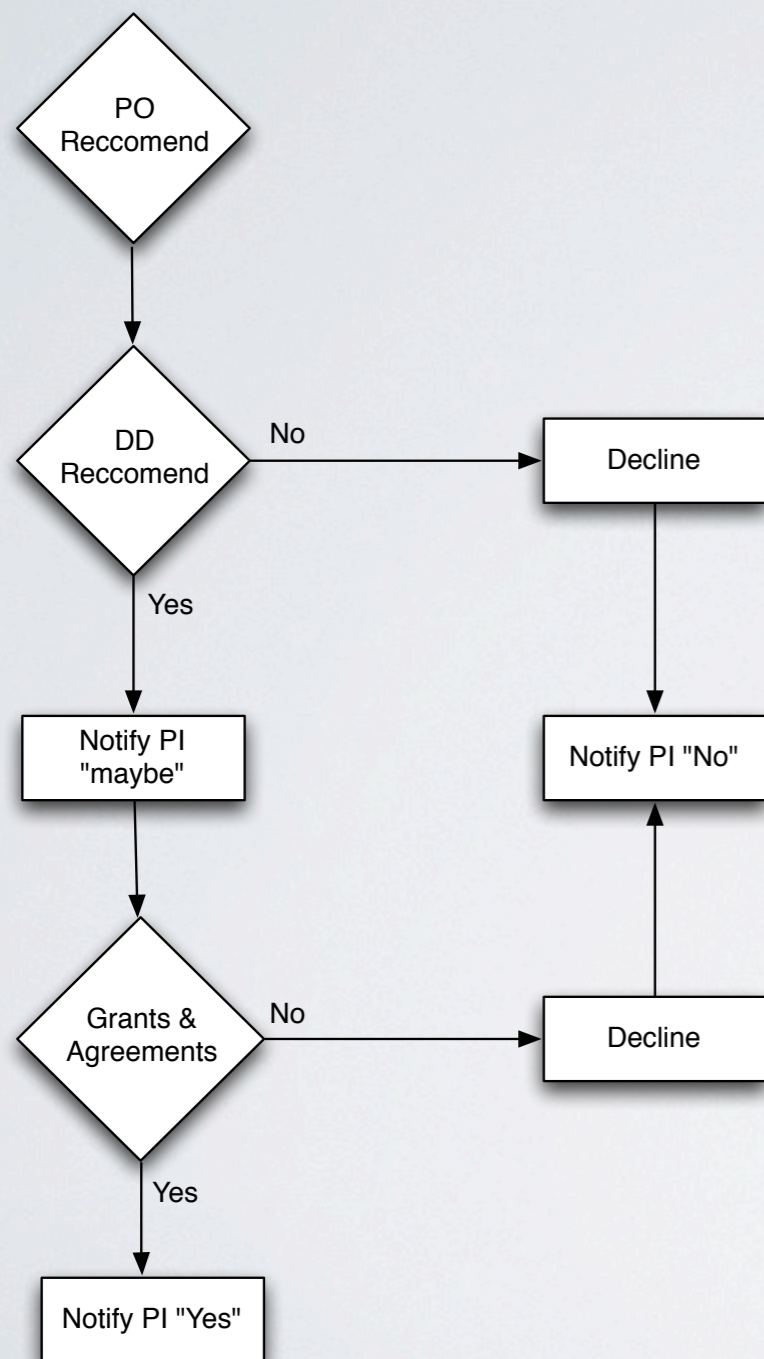 PO
Reccomend
DD
Reccomend
No
Decline
Yes
Notify PI
"maybe"
Notify PI "No"
Grants &
Agreements
No
Decline
Yes
Notify PI "Yes"